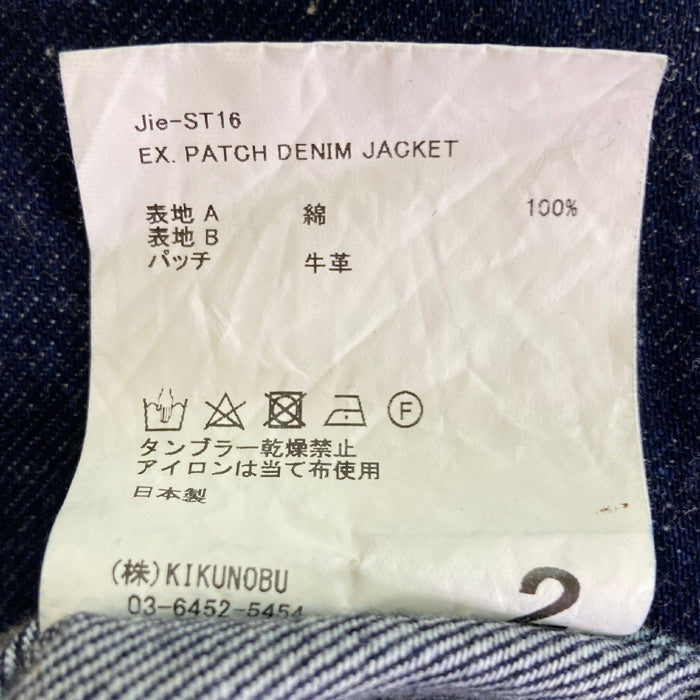 Jie-ST16
EX. PATCH DENIM JACKET
表地 A 綿 100%
表地 B
パッチ 牛革
F
タンブラー乾燥禁止
アイロンは当て布使用
日本製
(株)KIKUNOBU
03-6452-5454
2